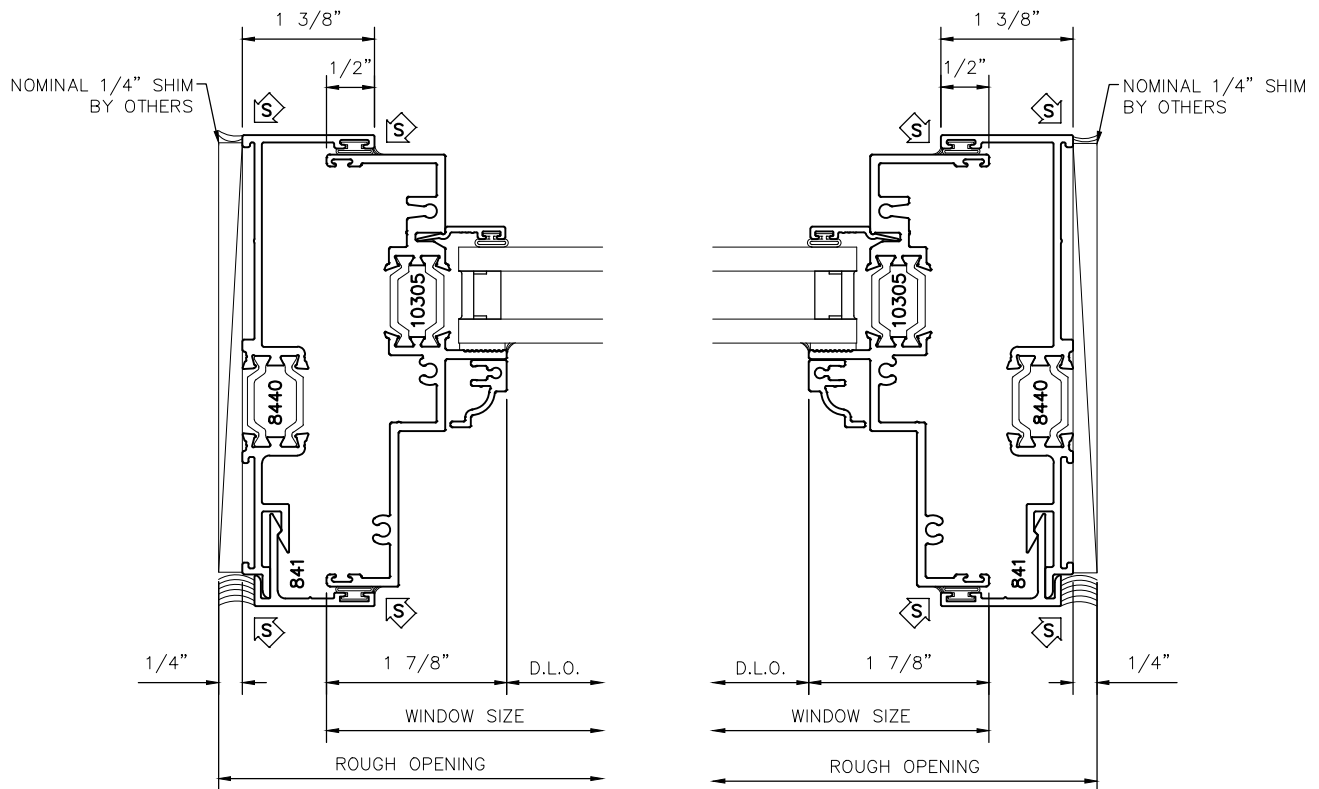 1 3/8”
1 3/8”
1/2”
1/2”
NOMINAL 1/4” SHIM
BY OTHERS
NOMINAL 1/4” SHIM
BY OTHERS
S
S
S
S
10305
10305
8440
8440
841
841
S
S
S
S
1/4”
1 7/8”
D.L.O.
D.L.O.
1 7/8”
1/4”
WINDOW SIZE
WINDOW SIZE
ROUGH OPENING
ROUGH OPENING